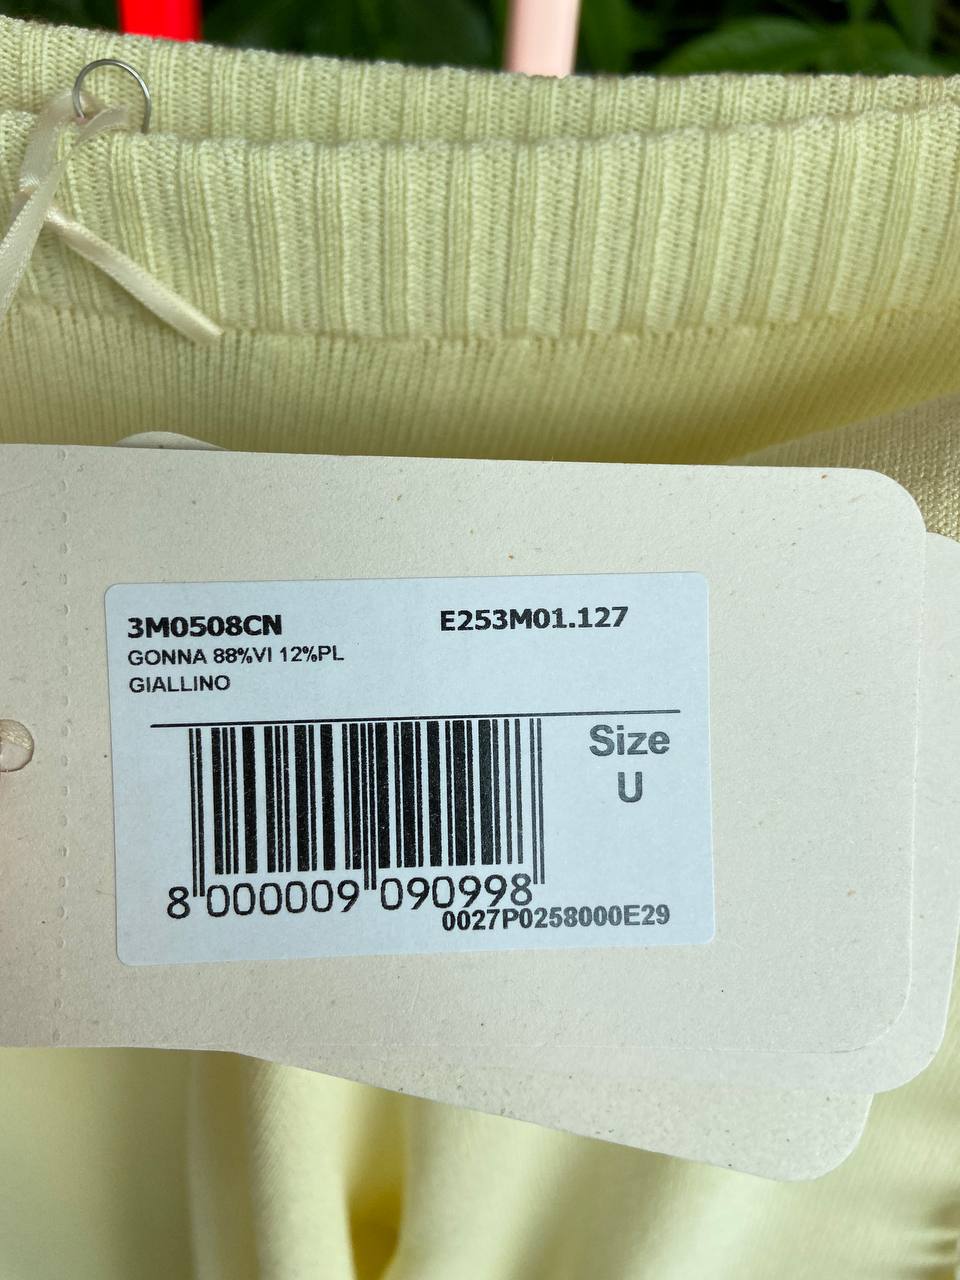 3M0508CN E253M01.127
GONNA 88%VI 12%PL
GIALLINO
Size
U
8 000009 090998
0027P0258000E29